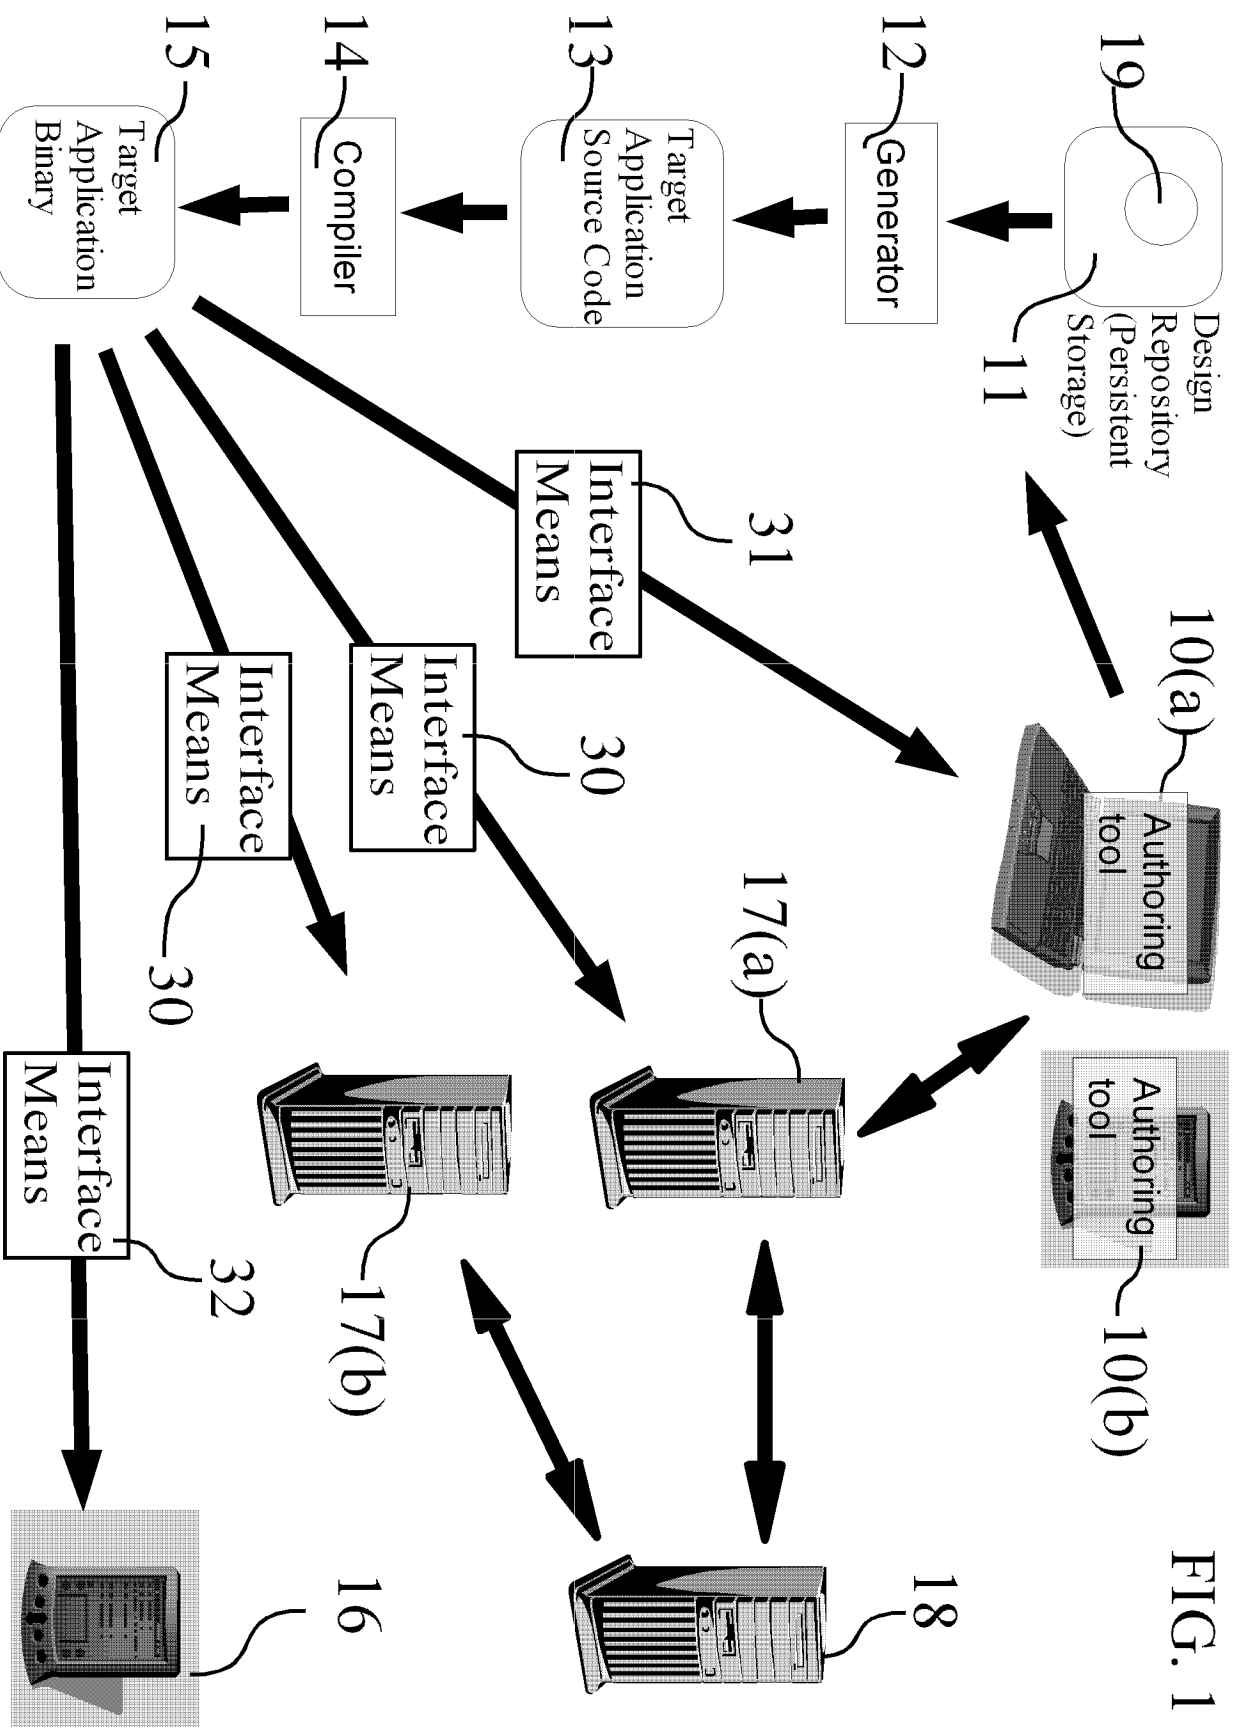 FIG. 1
19
Design
Repository
(Persistent
Storage)
11
10(a)
Authoring
tool
Authoring
tool
10(b)
12
Generator
13
Target
Application
Source Code
31
Interface
Means
17(a)
18
14
Compiler
30
Interface
Means
17(b)
15
Target
Application
Binary
Interface
Means
30
Interface
Means
32
16